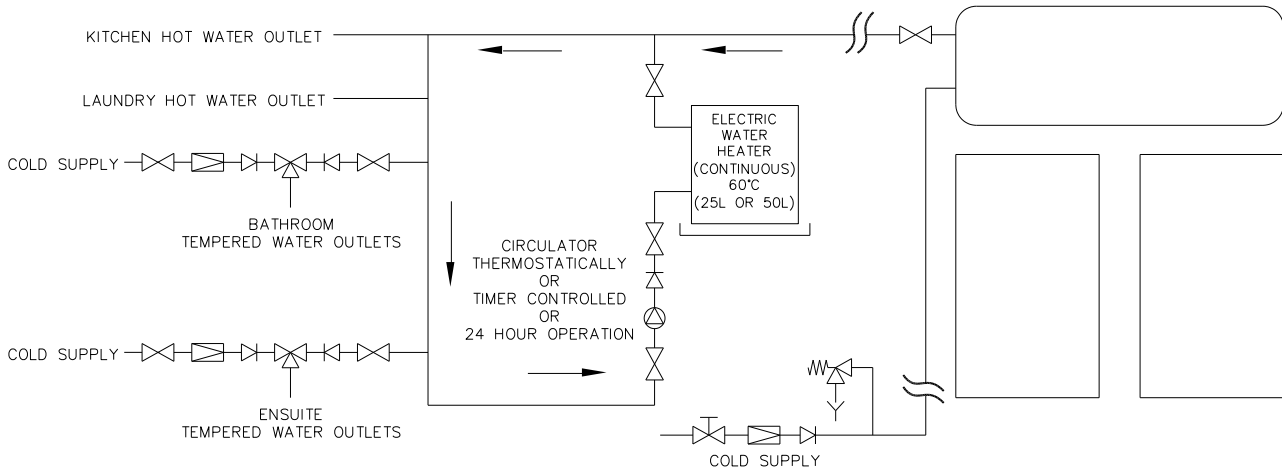 KITCHEN HOT WATER OUTLET
LAUNDRY HOT WATER OUTLET
COLD SUPPLY
BATHROOM
TEMPERED WATER OUTLETS
ELECTRIC
WATER
HEATER
(CONTINUOUS)
60°C
(25L OR 50L)
CIRCULATOR
THERMOSTATICALLY
OR
TIMER CONTROLLED
OR
24 HOUR OPERATION
COLD SUPPLY
ENSUITE
TEMPERED WATER OUTLETS
COLD SUPPLY